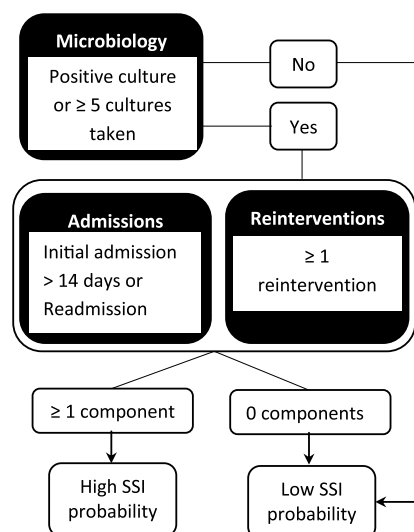 Microbiology
Positive culture
or ≥ 5 cultures
taken
No
Yes
Admissions
Initial admission
> 14 days or
Readmission
Reinterventions
≥ 1
reintervention
≥ 1 component
0 components
High SSI
probability
Low SSI
probability